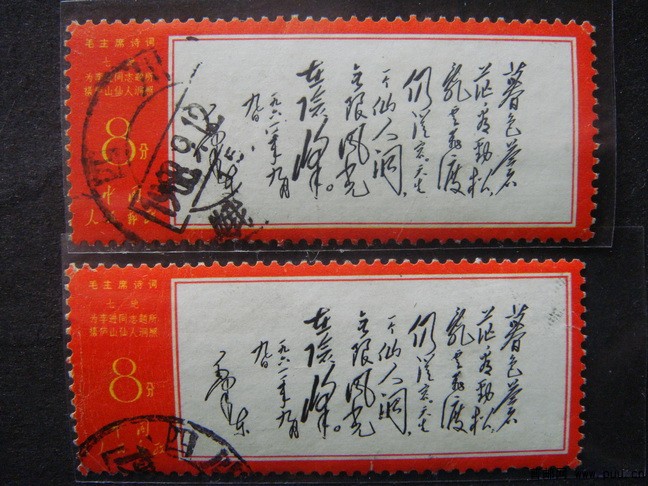 毛主席诗词
七绝
为李进同志题所
摄庐山仙人洞照
8分
中国
人民邮政
暮色苍
茫看劲松,
乱云飞渡
仍从容天生
一个仙人洞,
无限风光
在险峰。
一九六一年九月
九日
毛泽东
毛主席诗词
七绝
为李进同志题所
摄庐山仙人洞照
8分
中国
暮色苍
茫看劲松,
乱云飞渡
仍从容天生
一个仙人洞,
无限风光
在险峰。
一九六一年九月
九日
毛泽东